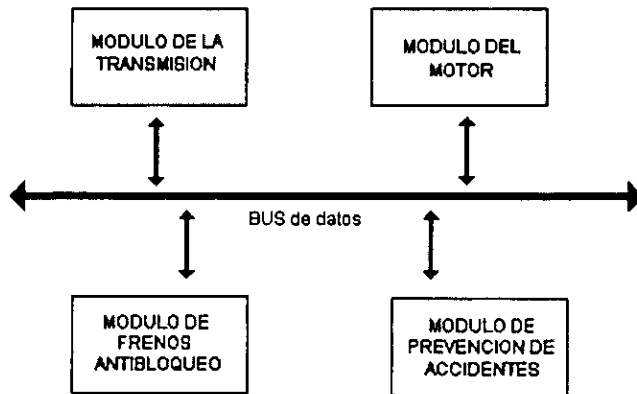 MODULO DE LA
TRANSMISION
MODULO DEL
MOTOR
BUS de datos
MODULO DE
FRENOS
ANTIBLOQUEO
MODULO DE
PREVENCION DE
ACCIDENTES